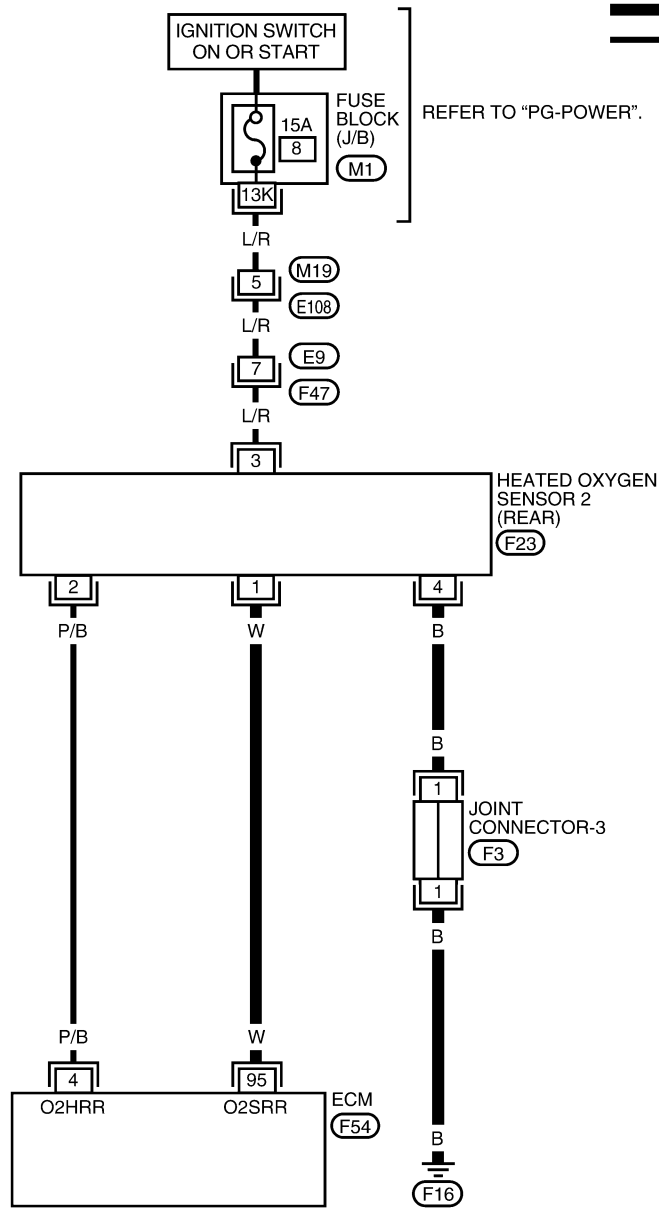 IGNITION SWITCH
ON OR START
FUSE
BLOCK
(J/B)
M1
15A
8
13K
REFER TO “PG-POWER”.
L/R
5
M19
E108
L/R
7
E9
F47
L/R
3
HEATED OXYGEN
SENSOR 2
(REAR)
F23
2
1
4
P/B
W
B
B
1
JOINT
CONNECTOR-3
F3
1
B
P/B
W
4
95
O2HRR
O2SRR
ECM
F54
B
F16